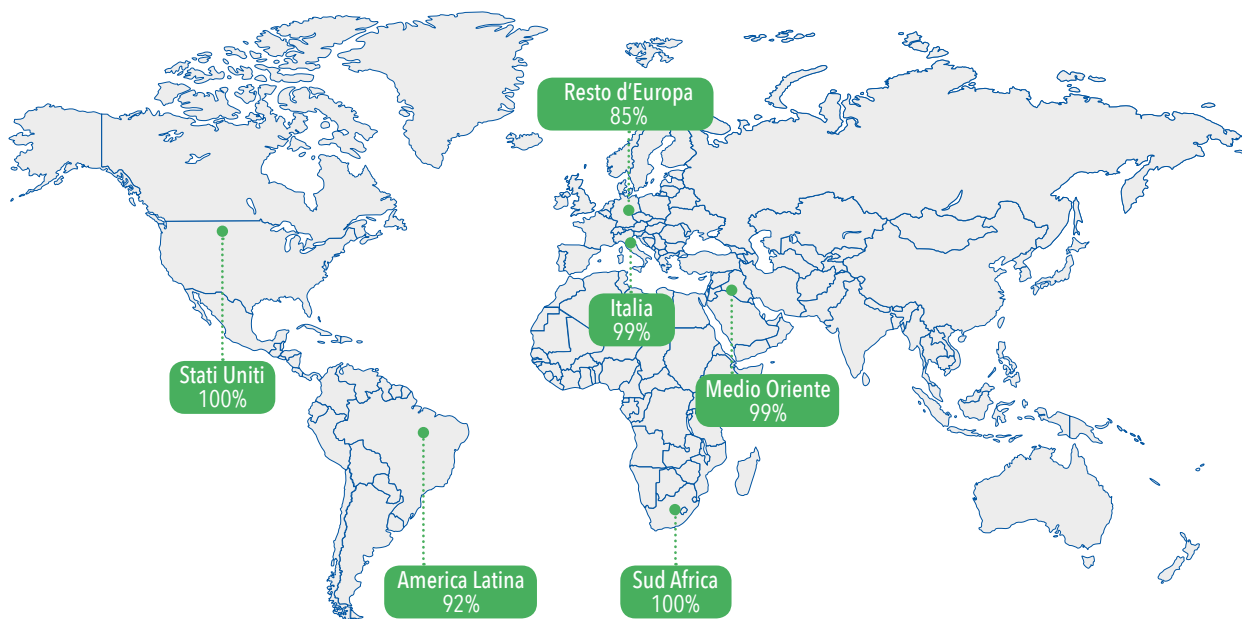 Resto d'Europa
85%
Italia
99%
Stati Uniti
100%
Medio Oriente
99%
America Latina
92%
Sud Africa
100%